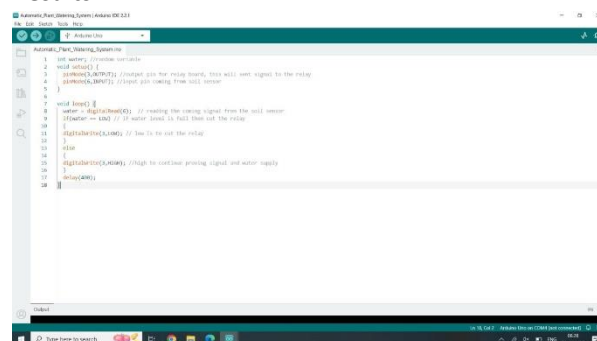 Automatic_Plant_Watering_System | Arduino IDE 2.2.1
File Edit Sketch Tools Help
Arduino Uno
Automatic_Plant_Watering_System.ino
1 int water; //random variable
2 void setup() {
3 pinMode(3,OUTPUT); //output pin for relay board, this will sent signal to the relay
4 pinMode(6,INPUT); //input pin coming from soil sensor
5 }
6
7 void loop() {
8 water = digitalRead(6); // reading the coming signal from the soil sensor
9 if(water == LOW) // if water level is full then cut the relay
10 {
11 digitalWrite(3,LOW); // low is to cut the relay
12 }
13 else
14 {
15 digitalWrite(3,HIGH); //high to continue proving signal and water supply
16 }
17 delay(400);
18 }
Output
Ln 18, Col 2 Arduino Uno on COM4 [not connected]
Type here to search
ENG